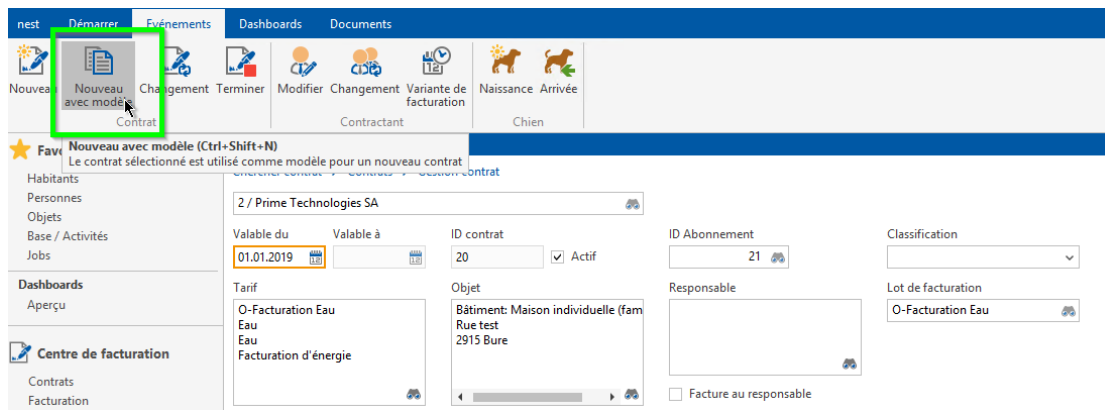 nest Démarrer Evénements Dashboards Documents
Nouveau Nouveau avec modèle Changement Terminer Modifier Changement Variante de facturation Naissance Arrivée
Contrat Contractant Chien
Nouveau avec modèle (Ctrl+Shift+N)
Le contrat sélectionné est utilisé comme modèle pour un nouveau contrat
Habitants
Personnes
Objets
Base / Activités
Jobs
Dashboards
Aperçu
Centre de facturation
Contrats
Facturation
Chercher contrat Contrats Gestion contrat
2 / Prime Technologies SA
Valable du Valable à ID contrat ID Abonnement Classification
01.01.2019 20 Actif 21
Tarif Objet Responsable Lot de facturation
O-Facturation Eau
Eau
Eau
Facturation d'énergie
Bâtiment: Maison individuelle (fam
Rue test
2915 Bure
O-Facturation Eau
Facture au responsable